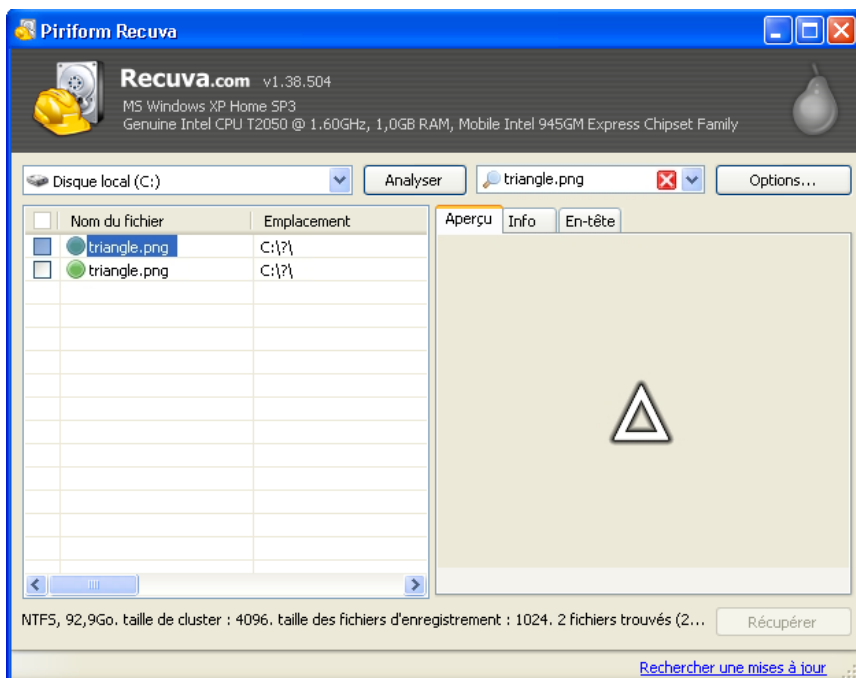 Piriform Recuva
Recuva.com v1.38.504
MS Windows XP Home SP3
Genuine Intel CPU T2050 @ 1.60GHz, 1,0GB RAM, Mobile Intel 945GM Express Chipset Family
Disque local (C:) Analyser triangle.png Options...
Nom du fichier Emplacement Aperçu Info En-tête
triangle.png C:\?\
triangle.png C:\?\
NTFS, 92,9Go. taille de cluster : 4096. taille des fichiers d'enregistrement : 1024. 2 fichiers trouvés (2... Récupérer
Rechercher une mises à jour